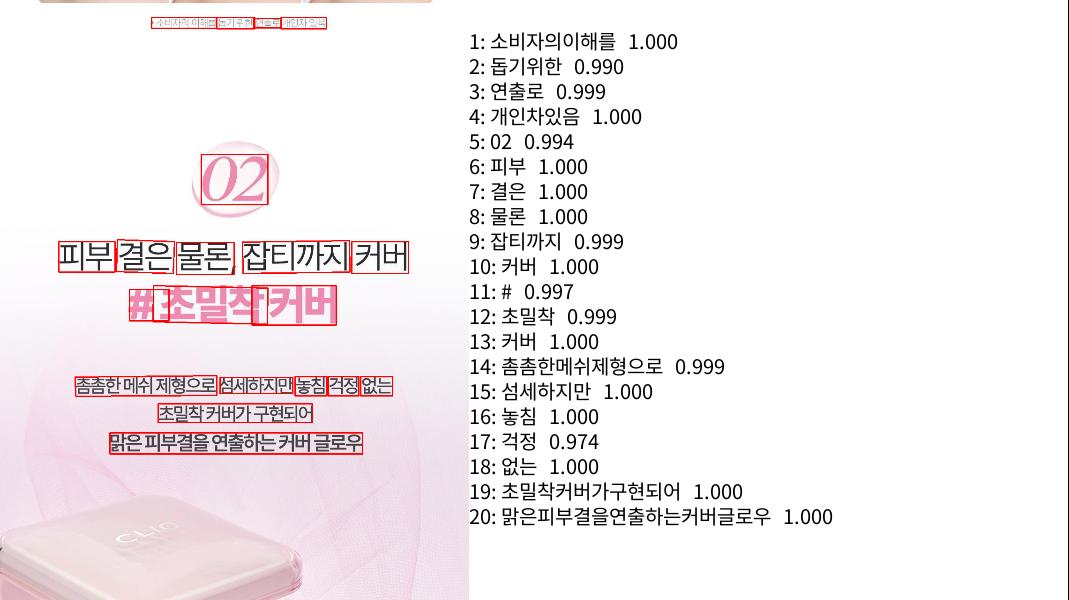 * 소비자의 이해를 돕기 위한 연출로 개인차 있음
02
피부 결은 물론, 잡티까지 커버
# 초밀착 커버
촘촘한 메쉬 제형으로 섬세하지만 놓침 걱정 없는
초밀착 커버가 구현되어
맑은 피부결을 연출하는 커버 글로우
CLIO
1: 소비자의이해를 1.000
2: 돕기위한 0.990
3: 연출로 0.999
4: 개인차있음 1.000
5: 02 0.994
6: 피부 1.000
7: 결은 1.000
8: 물론 1.000
9: 잡티까지 0.999
10: 커버 1.000
11: # 0.997
12: 초밀착 0.999
13: 커버 1.000
14: 촘촘한메쉬제형으로 0.999
15: 섬세하지만 1.000
16: 놓침 1.000
17: 걱정 0.974
18: 없는 1.000
19: 초밀착커버가구현되어 1.000
20: 맑은피부결을연출하는커버글로우 1.000